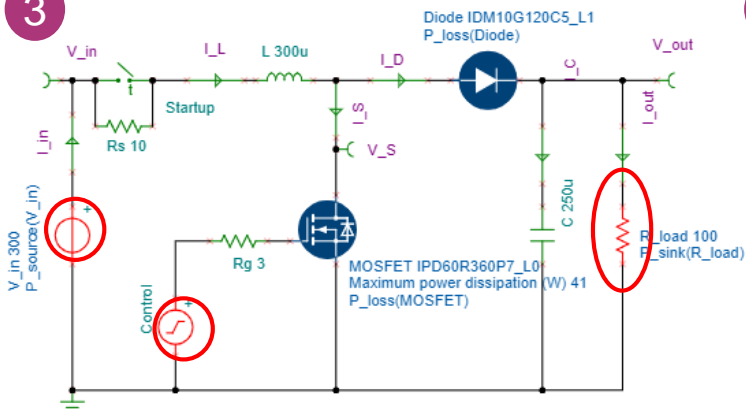 3
Diode IDM10G120C5_L1
P_loss(Diode)
V_in
I_L
L 300u
I_D
I_C
V_out
t
Startup
Rs 10
I_in
I_S
V_S
I_out
V_in 300
P_source(V_in)
+
C 250u
R_load 100
P_sink(R_load)
Rg 3
MOSFET IPD60R360P7_L0
Maximum power dissipation (W) 41
P_loss(MOSFET)
Control
+